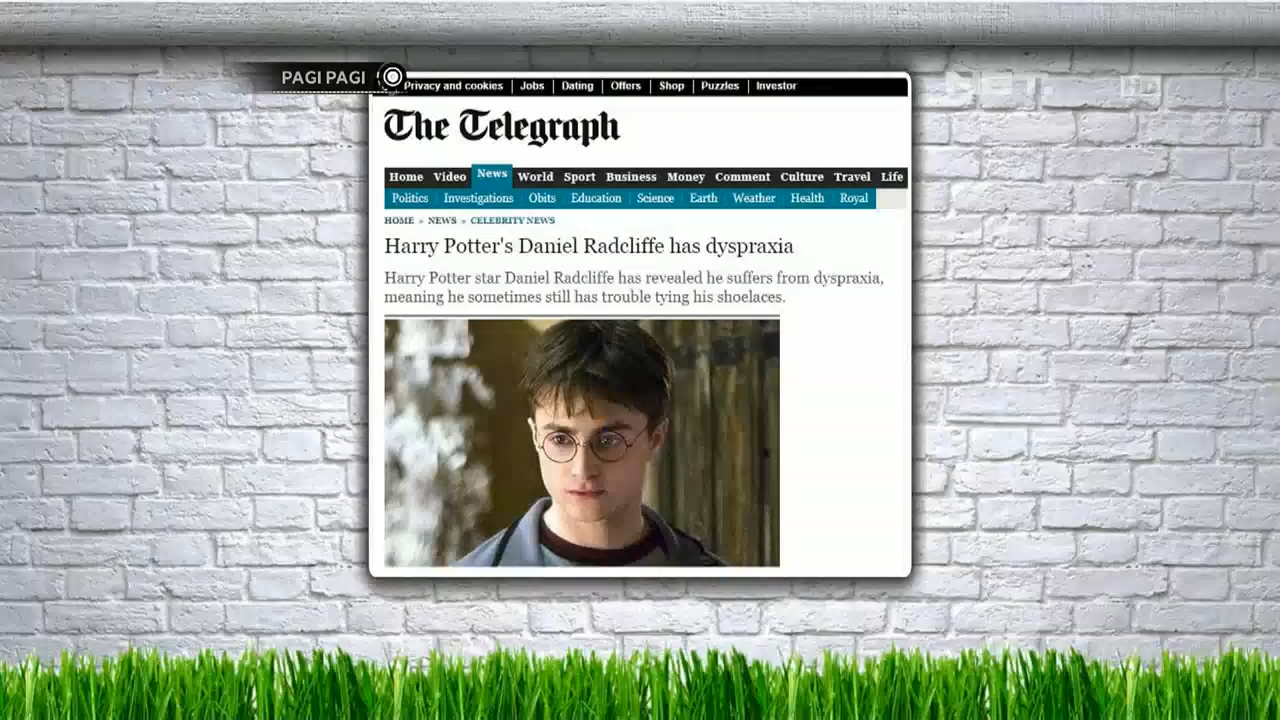 PAGI PAGI
NET.
HD
Privacy and cookies | Jobs | Dating | Offers | Shop | Puzzles | Investor
The Telegraph
Home Video News World Sport Business Money Comment Culture Travel Life
Politics | Investigations | Obits | Education | Science | Earth | Weather | Health | Royal
HOME » NEWS » CELEBRITY NEWS
Harry Potter's Daniel Radcliffe has dyspraxia
Harry Potter star Daniel Radcliffe has revealed he suffers from dyspraxia,
meaning he sometimes still has trouble tying his shoelaces.